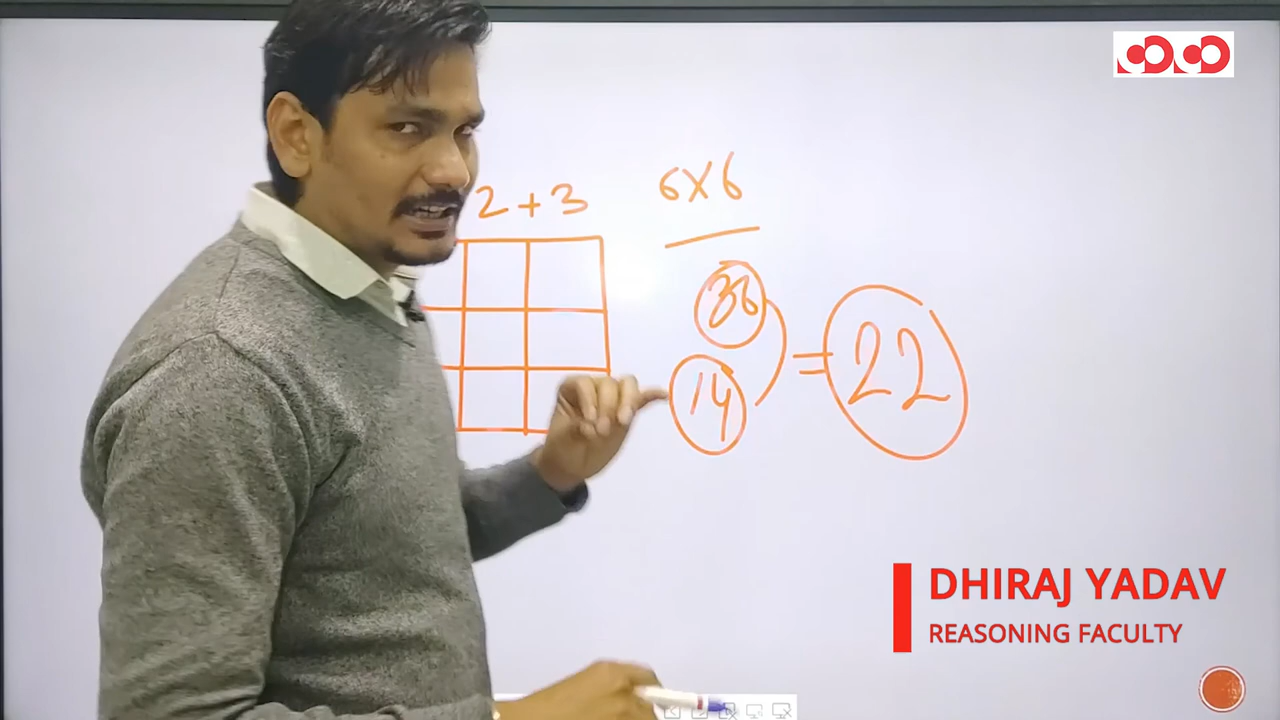 2 + 3
6X6
36
14
= 22
DHIRAJ YADAV
REASONING FACULTY